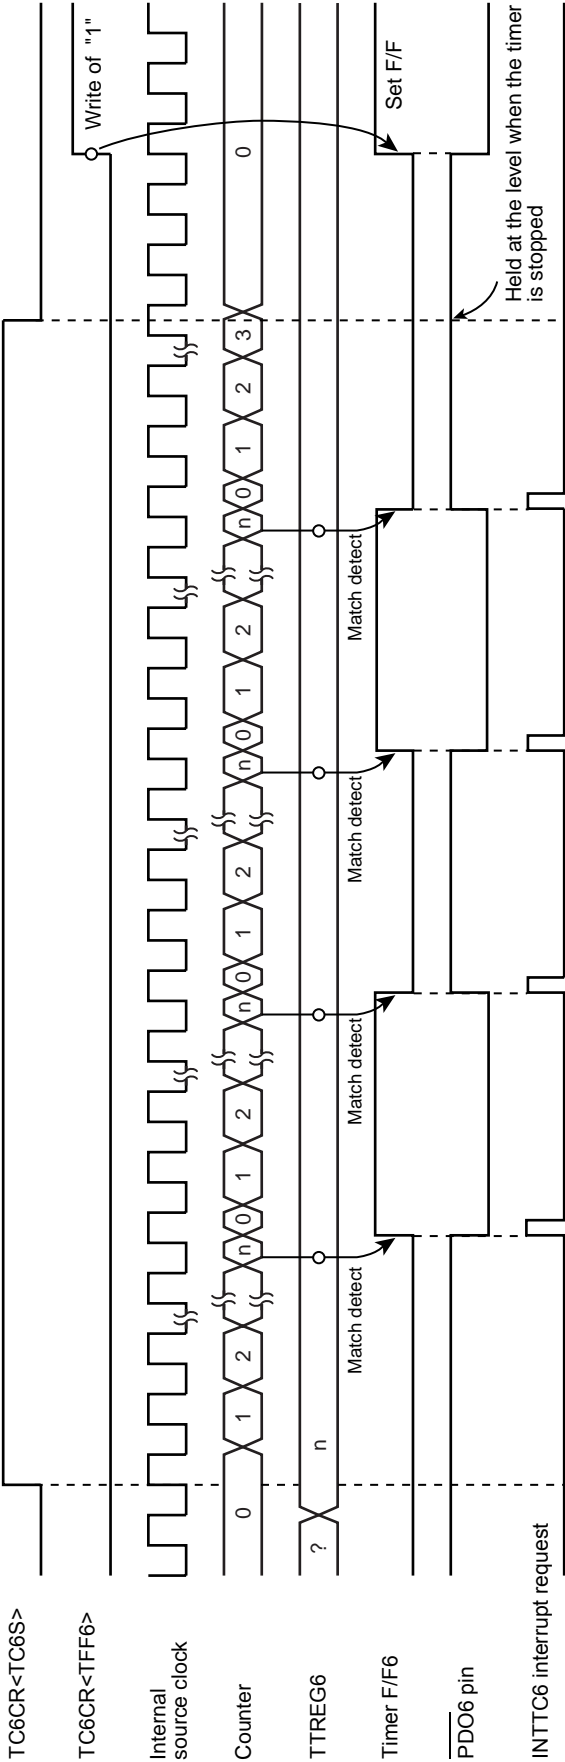 TC6CR<TC6S>
TC6CR<TFF6>
Write of "1"
Internal
source clock
Counter
0
1
2
n
0
1
2
n
0
1
2
n
0
1
2
n
0
1
2
3
0
TTREG6
?
n
Match detect
Match detect
Match detect
Match detect
Timer F/F6
Set F/F
PDO6 pin
Held at the level when the timer
is stopped
INTTC6 interrupt request